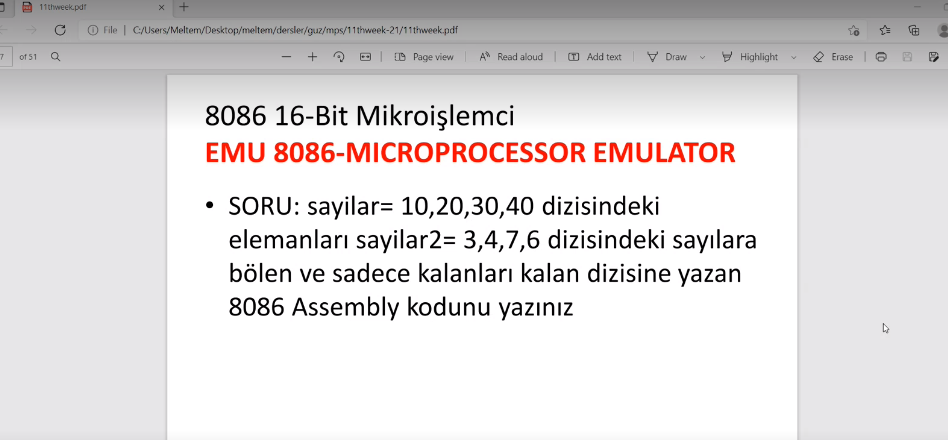 11thweek.pdf
File | C:/Users/Meltem/Desktop/meltem/dersler/guz/mps/11thweek-21/11thweek.pdf
7 of 51 Page view Read aloud Add text Draw Highlight Erase
8086 16-Bit Mikroişlemci
EMU 8086-MICROPROCESSOR EMULATOR
• SORU: sayilar= 10,20,30,40 dizisindeki
elemanları sayilar2= 3,4,7,6 dizisindeki sayılara
bölen ve sadece kalanları kalan dizisine yazan
8086 Assembly kodunu yazınız